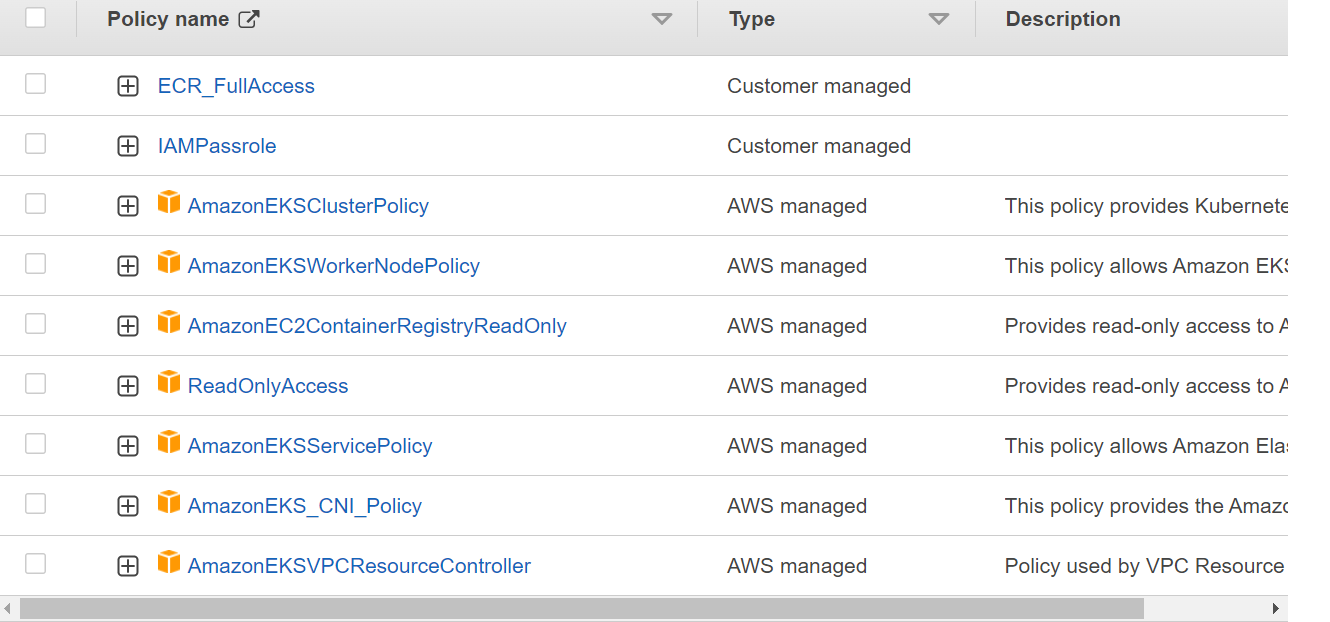 Policy name Type Description
ECR_FullAccess Customer managed
IAMPassrole Customer managed
AmazonEKSClusterPolicy AWS managed This policy provides Kubernete
AmazonEKSWorkerNodePolicy AWS managed This policy allows Amazon EKS
AmazonEC2ContainerRegistryReadOnly AWS managed Provides read-only access to A
ReadOnlyAccess AWS managed Provides read-only access to A
AmazonEKSServicePolicy AWS managed This policy allows Amazon Elas
AmazonEKS_CNI_Policy AWS managed This policy provides the Amazo
AmazonEKSVPCResourceController AWS managed Policy used by VPC Resource